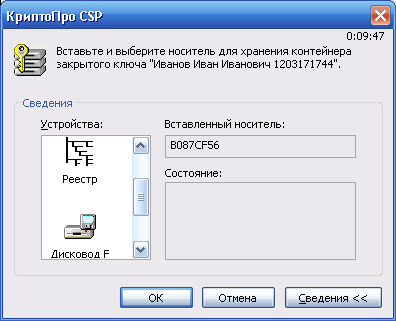 КриптоПро CSP
0:09:47
Вставьте и выберите носитель для хранения контейнера
закрытого ключа "Иванов Иван Иванович 1203171744".
Сведения
Устройства:
Реестр
Дисковод F
Вставленный носитель:
B087CF56
Состояние:
ОК
Отмена
Сведения <<